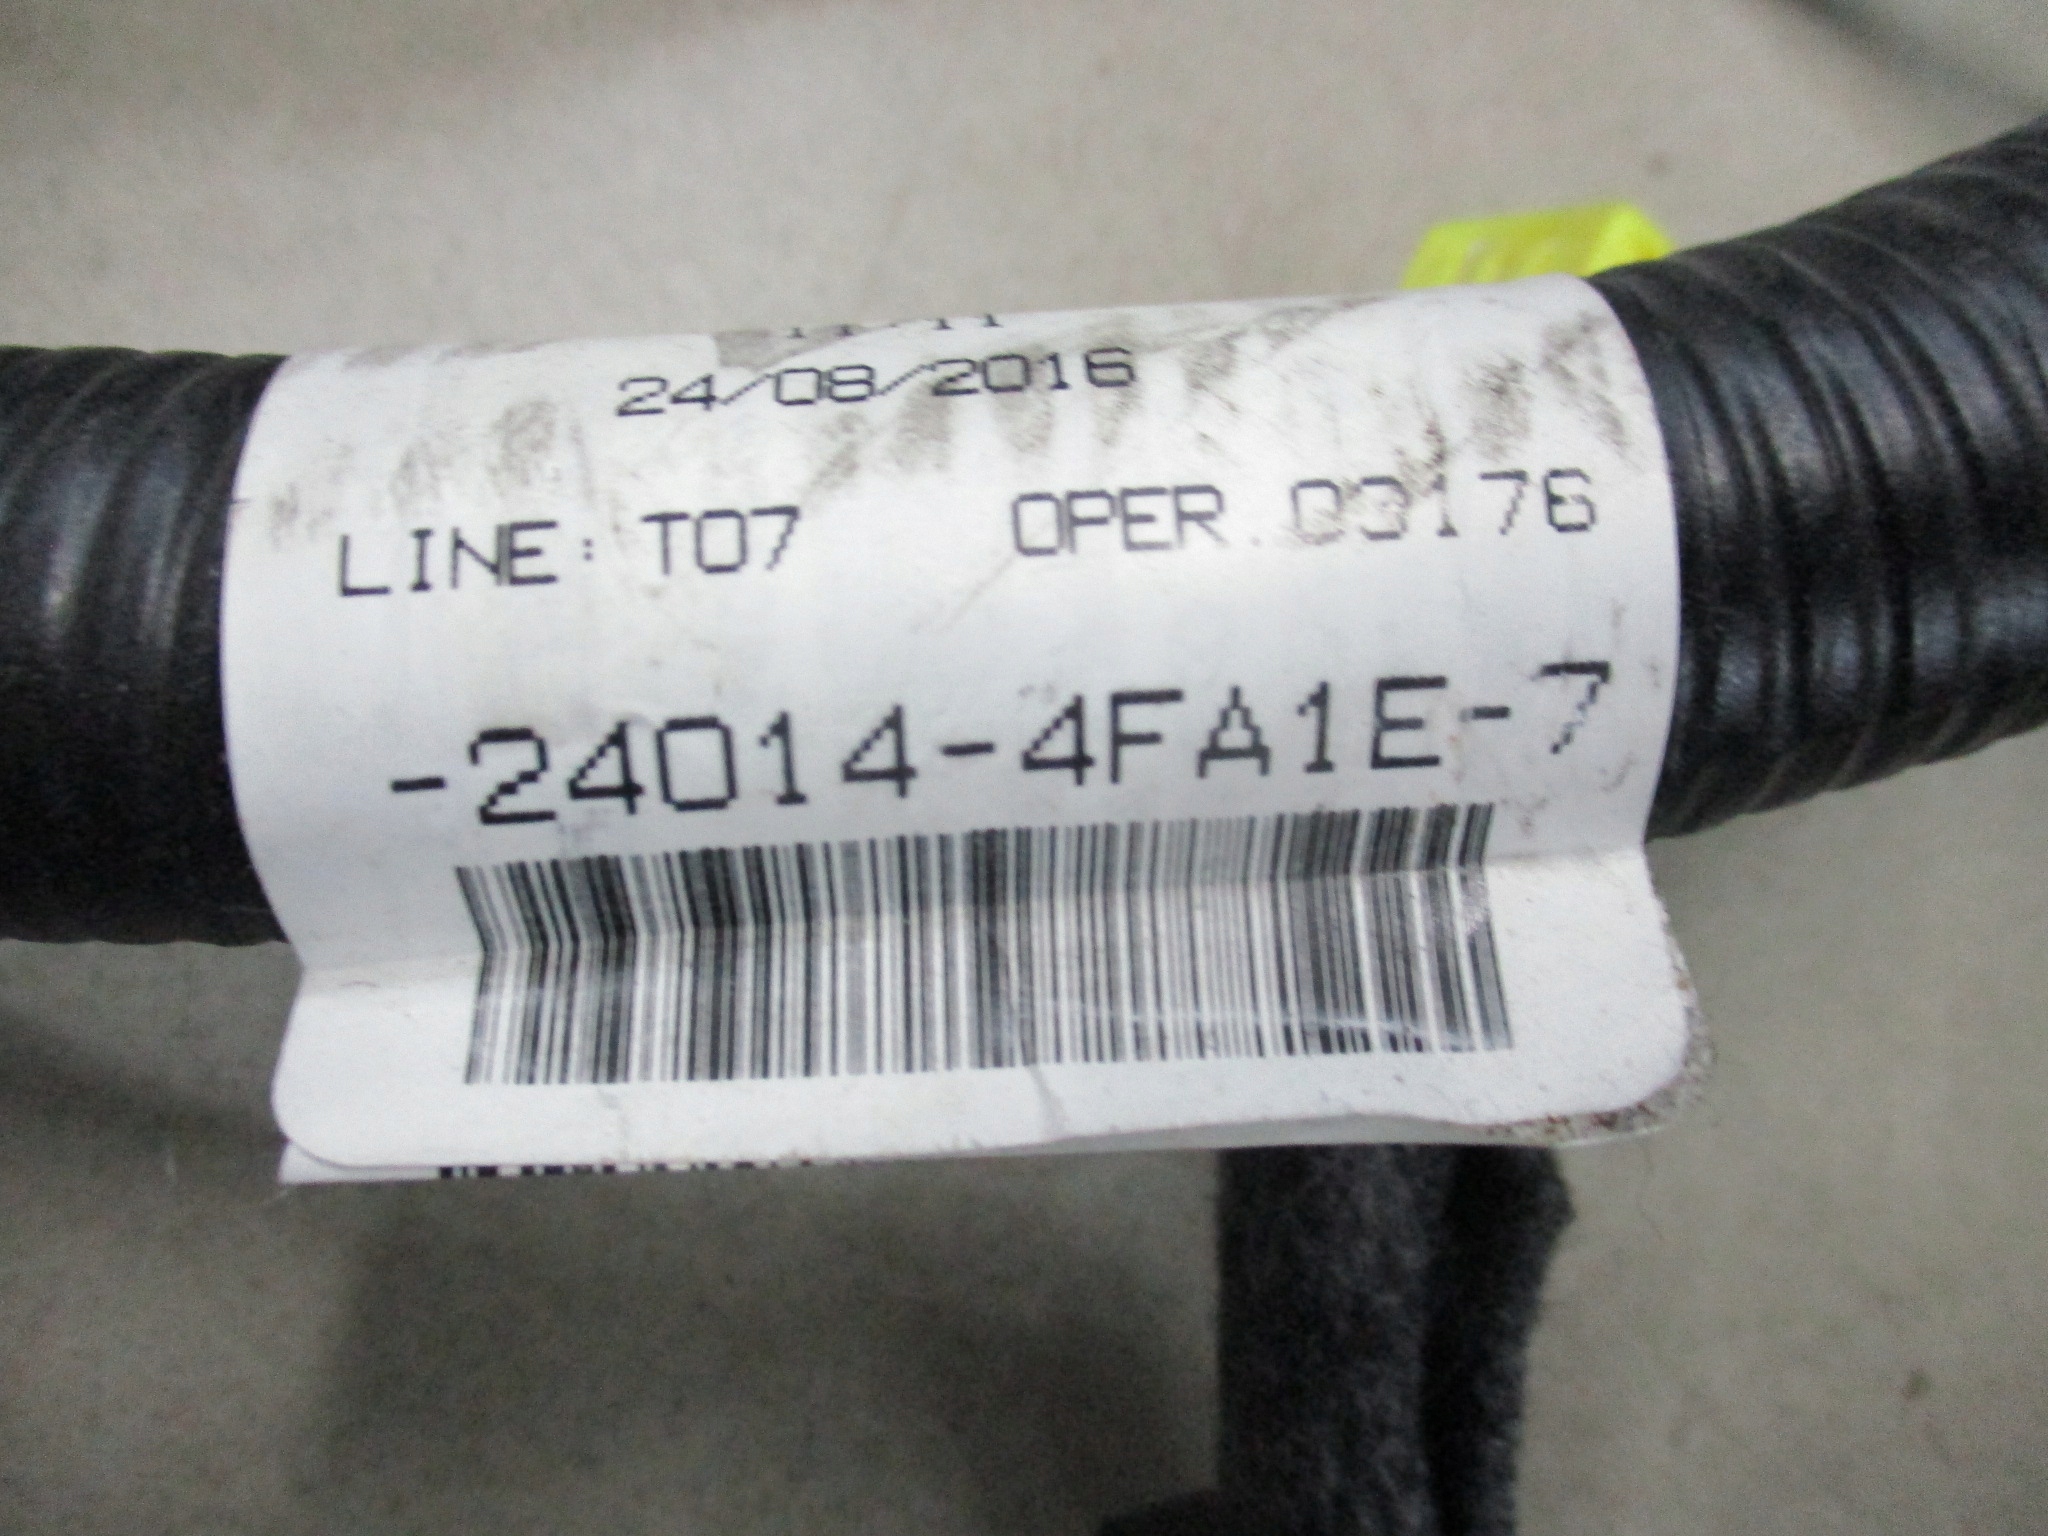 24/08/2016
LINE: T07 OPER. 03176
-24014-4FA1E-7